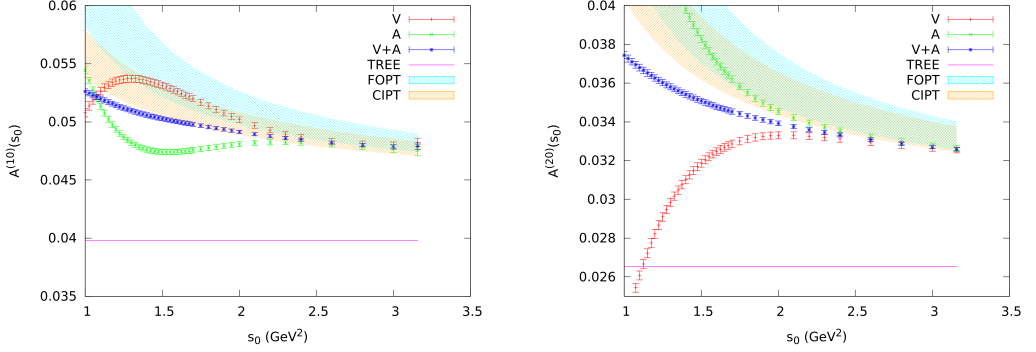 0.06
0.055
0.05
0.045
0.04
0.035
A^(10)(s₀)
V
A
V+A
TREE
FOPT
CIPT
1 1.5 2 2.5 3 3.5
s₀ (GeV²)
0.04
0.038
0.036
0.034
0.032
0.03
0.028
0.026
A^(20)(s₀)
V
A
V+A
TREE
FOPT
CIPT
1 1.5 2 2.5 3 3.5
s₀ (GeV²)